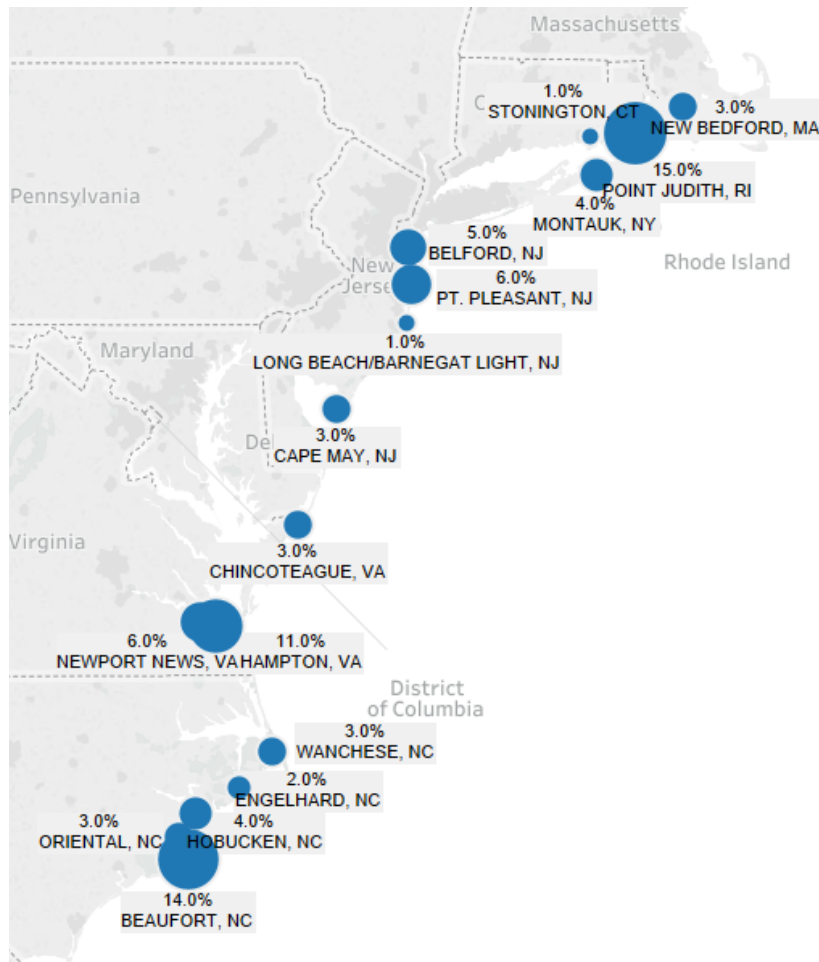 Massachusetts
1.0%
STONINGTON, CT
3.0%
NEW BEDFORD, MA
15.0%
POINT JUDITH, RI
4.0%
MONTAUK, NY
Pennsylvania
5.0%
BELFORD, NJ
Rhode Island
New
Jerse
6.0%
PT. PLEASANT, NJ
1.0%
LONG BEACH/BARNEGAT LIGHT, NJ
Maryland
Del
3.0%
CAPE MAY, NJ
Virginia
3.0%
CHINCOTEAGUE, VA
6.0%
NEWPORT NEWS, VA
11.0%
HAMPTON, VA
District
of Columbia
3.0%
WANCHESE, NC
2.0%
ENGELHARD, NC
3.0%
ORIENTAL, NC
4.0%
HOBUCKEN, NC
14.0%
BEAUFORT, NC